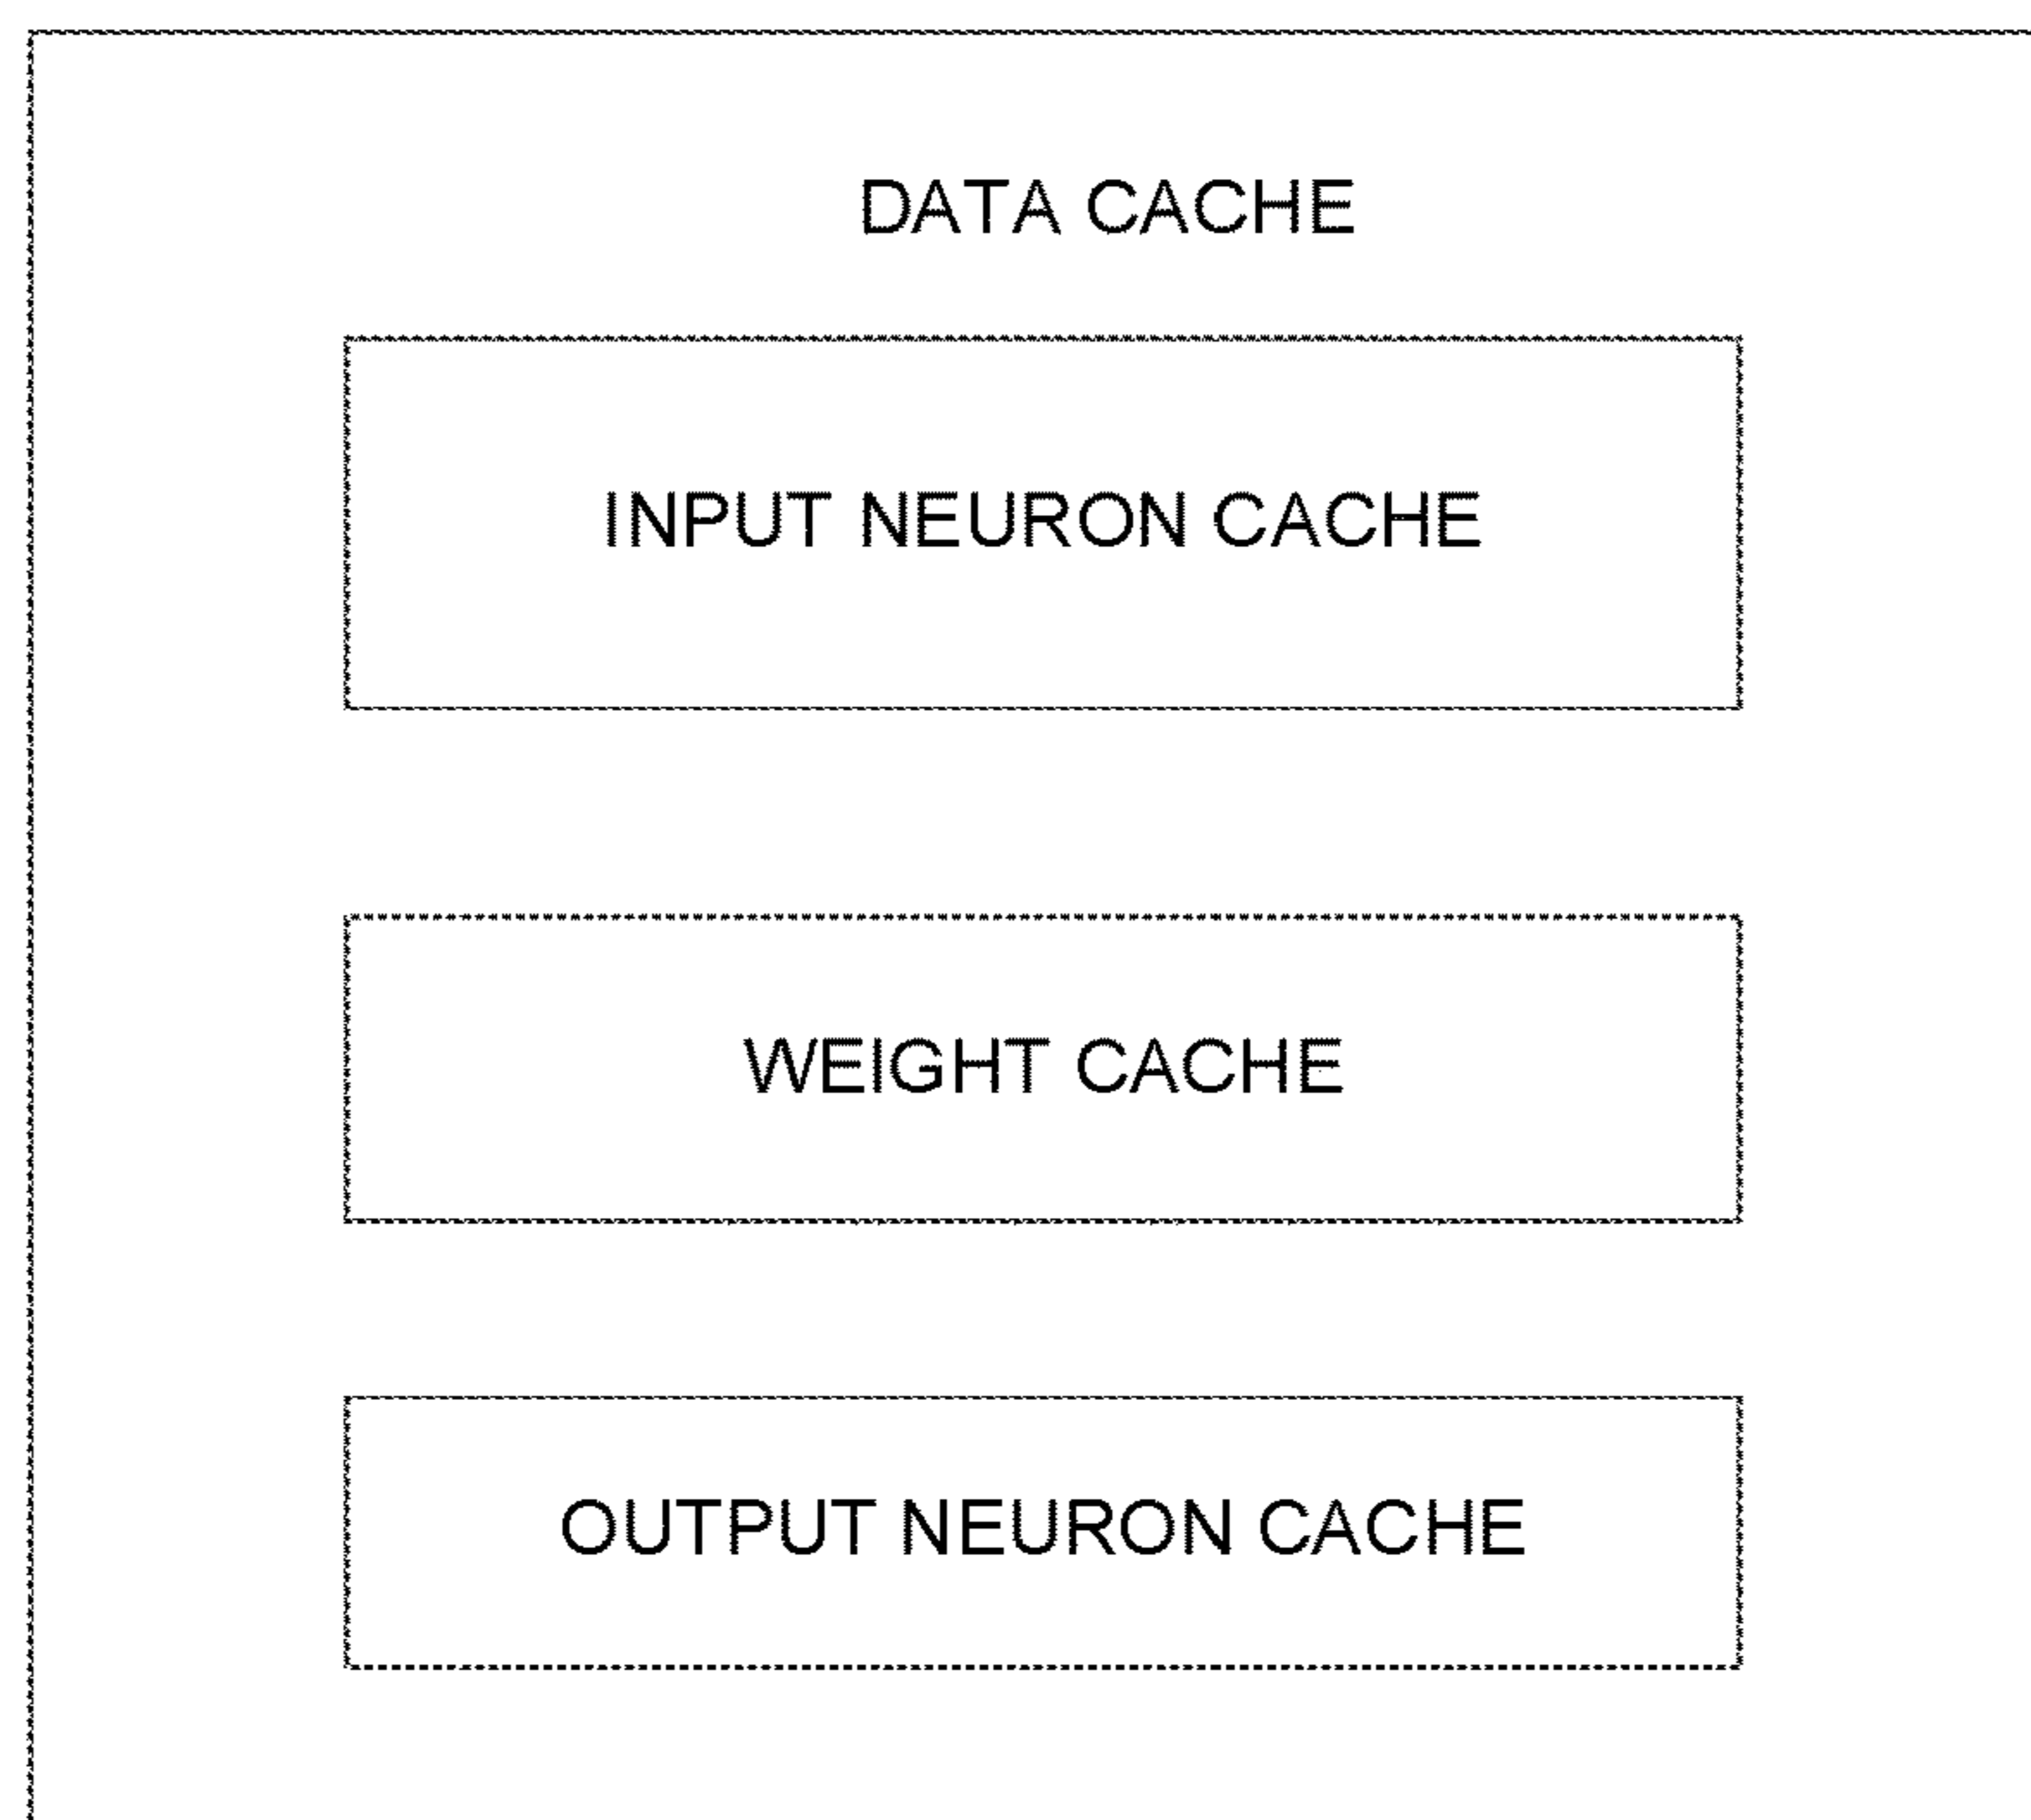 DATA CACHE
INPUT NEURON CACHE
WEIGHT CACHE
OUTPUT NEURON CACHE